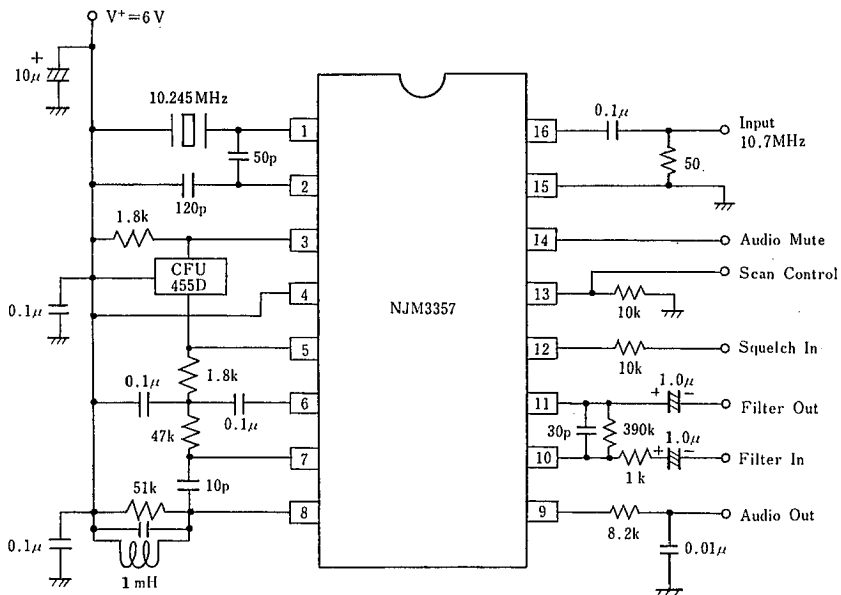 V+=6V
+
10μ
10.245MHz
50p
120p
1.8k
CFU
455D
0.1μ
1.8k
0.1μ
0.1μ
47k
10p
51k
0.1μ
1mH
1
2
3
4
5
6
7
8
NJM3357
16
15
14
13
12
11
10
9
0.1μ
Input
10.7MHz
50
Audio Mute
Scan Control
10k
Squelch In
10k
1.0μ
+ −
Filter Out
30p
390k
1.0μ
+ −
Filter In
1k
Audio Out
8.2k
0.01μ